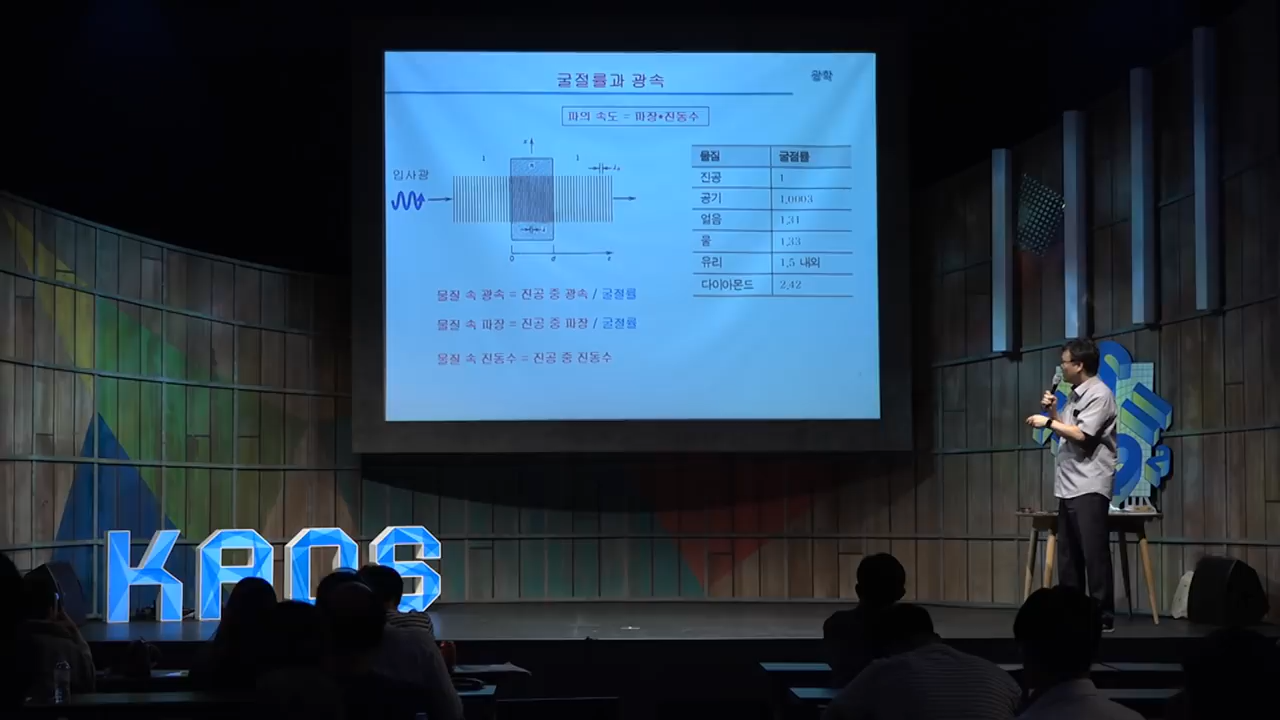 굴절률과 광속
광학
파의 속도 = 파장*진동수
입사광
1
1
0
물질 굴절률
진공 1
공기 1.0003
얼음 1.31
물 1.33
유리 1.5 내외
다이아몬드 2.42
물질 속 광속 = 진공 중 광속 / 굴절률
물질 속 파장 = 진공 중 파장 / 굴절률
물질 속 진동수 = 진공 중 진동수
KAOS